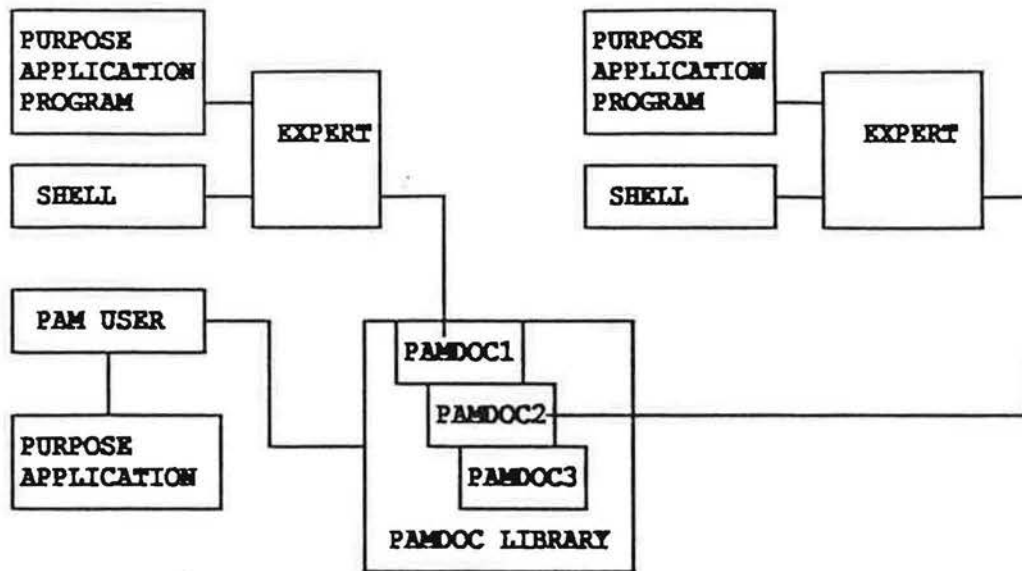 PURPOSE
APPLICATION
PROGRAM
EXPERT
SHELL
PURPOSE
APPLICATION
PROGRAM
EXPERT
SHELL
PAM USER
PURPOSE
APPLICATION
PAMDOC1
PAMDOC2
PAMDOC3
PAMDOC LIBRARY